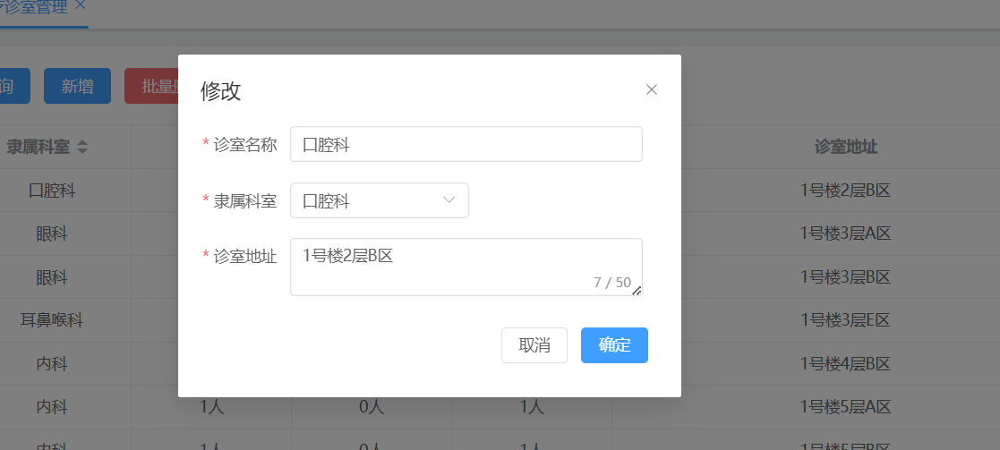 诊室管理 ×
询 新增 批量
修改
* 诊室名称 口腔科
* 隶属科室 口腔科
* 诊室地址 1号楼2层B区
7 / 50
取消 确定
隶属科室 诊室地址
口腔科 1号楼2层B区
眼科 1号楼3层A区
眼科 1号楼3层B区
耳鼻喉科 1号楼3层E区
内科 1号楼4层B区
内科 1人 0人 1人 1号楼5层A区
内科 1人 0人 1人 1号楼5层B区